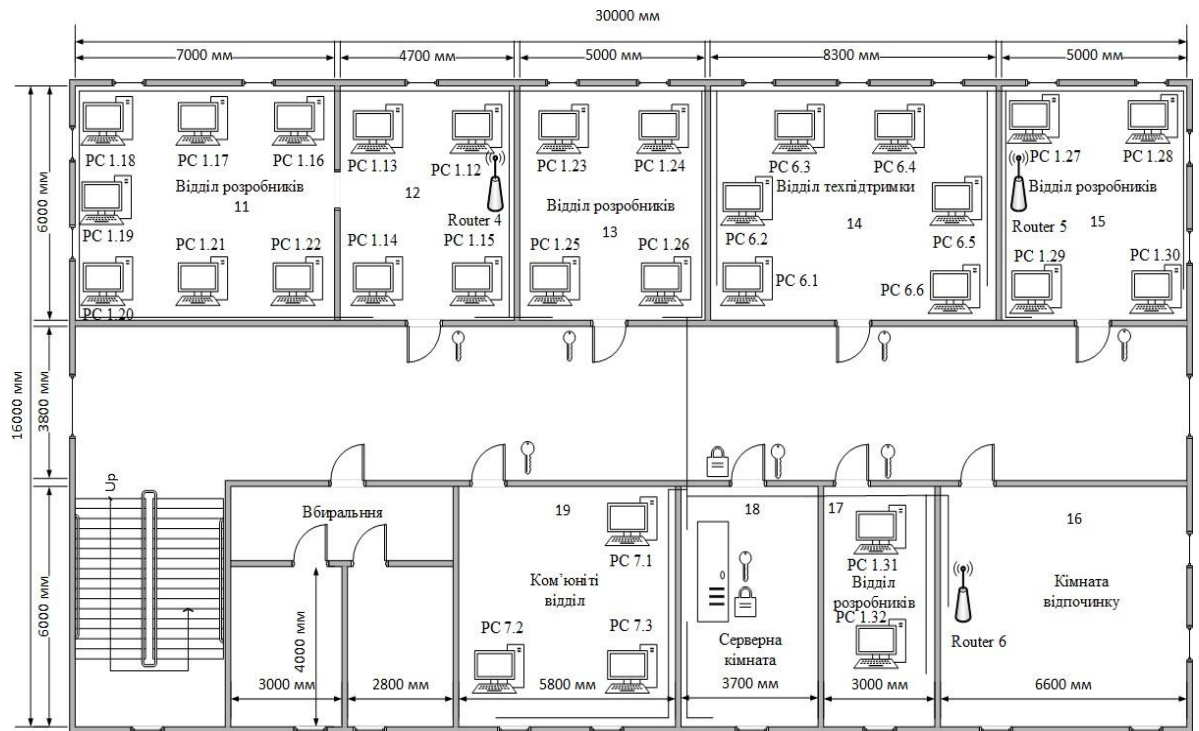 30000 мм
7000 мм
4700 мм
5000 мм
8300 мм
5000 мм
6000 мм
PC 1.18
PC 1.17
PC 1.16
Відділ розробників
11
PC 1.19
PC 1.21
PC 1.22
PC 1.20
PC 1.13
PC 1.12
12
Router 4
PC 1.14
PC 1.15
PC 1.23
PC 1.24
Відділ розробників
13
PC 1.25
PC 1.26
PC 6.3
PC 6.4
Відділ техпідтримки
PC 6.2
14
PC 6.5
PC 6.1
PC 6.6
PC 1.27
PC 1.28
Відділ розробників
Router 5
15
PC 1.29
PC 1.30
16000 мм
3800 мм
6000 мм
Up
Вбиральня
4000 мм
3000 мм
2800 мм
19
PC 7.1
Ком’юніті
відділ
PC 7.2
PC 7.3
5800 мм
18
Серверна
кімната
3700 мм
17
PC 1.31
Відділ
розробників
PC 1.32
3000 мм
16
Кімната
відпочинку
Router 6
6600 мм